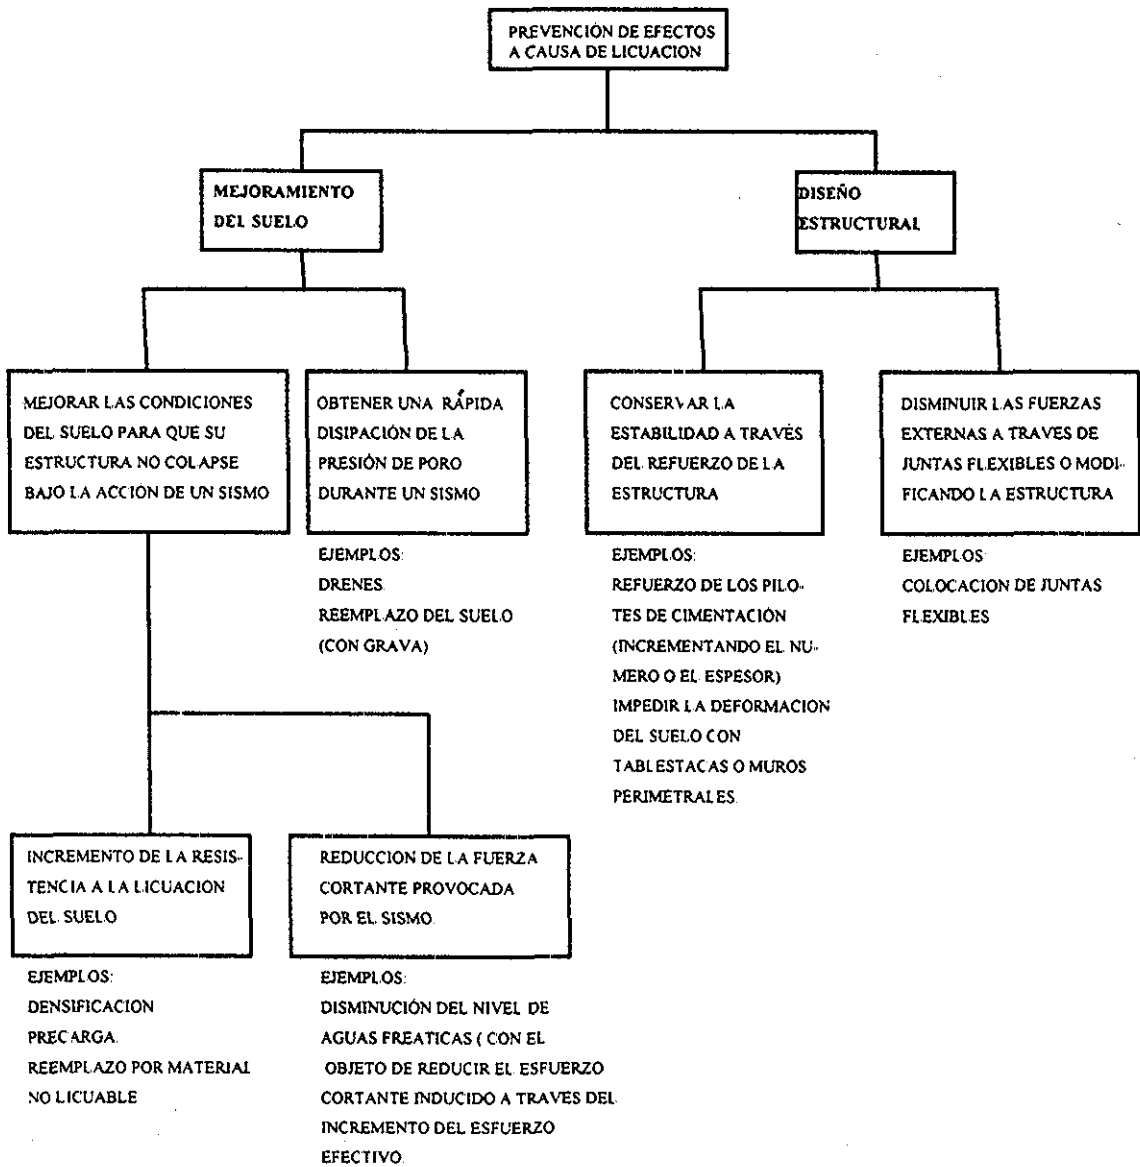 PREVENCIÓN DE EFECTOS
A CAUSA DE LICUACION
MEJORAMIENTO
DEL SUELO
DISEÑO
ESTRUCTURAL
MEJORAR LAS CONDICIONES
DEL SUELO PARA QUE SU
ESTRUCTURA NO COLAPSE
BAJO LA ACCIÓN DE UN SISMO
OBTENER UNA RÁPIDA
DISIPACIÓN DE LA
PRESIÓN DE PORO
DURANTE UN SISMO
EJEMPLOS:
DRENES.
REEMPLAZO DEL SUELO
(CON GRAVA)
CONSERVAR LA
ESTABILIDAD A TRAVÉS
DEL REFUERZO DE LA
ESTRUCTURA
EJEMPLOS:
REFUERZO DE LOS PILO-
TES DE CIMENTACIÓN
(INCREMENTANDO EL NU-
MERO O EL ESPESOR)
IMPEDIR LA DEFORMACION
DEL SUELO CON
TABLESTACAS O MUROS
PERIMETRALES.
DISMINUIR LAS FUERZAS
EXTERNAS A TRAVES DE
JUNTAS FLEXIBLES O MODI-
FICANDO LA ESTRUCTURA
EJEMPLOS:
COLOCACION DE JUNTAS
FLEXIBLES
INCREMENTO DE LA RESIS-
TENCIA A LA LICUACION
DEL SUELO
EJEMPLOS:
DENSIFICACION
PRECARGA.
REEMPLAZO POR MATERIAL
NO LICUABLE
REDUCCION DE LA FUERZA
CORTANTE PROVOCADA
POR EL SISMO.
EJEMPLOS:
DISMINUCIÓN DEL NIVEL DE
AGUAS FREATICAS ( CON EL
OBJETO DE REDUCIR EL ESFUERZO
CORTANTE INDUCIDO A TRAVÉS DEL
INCREMENTO DEL ESFUERZO
EFECTIVO.